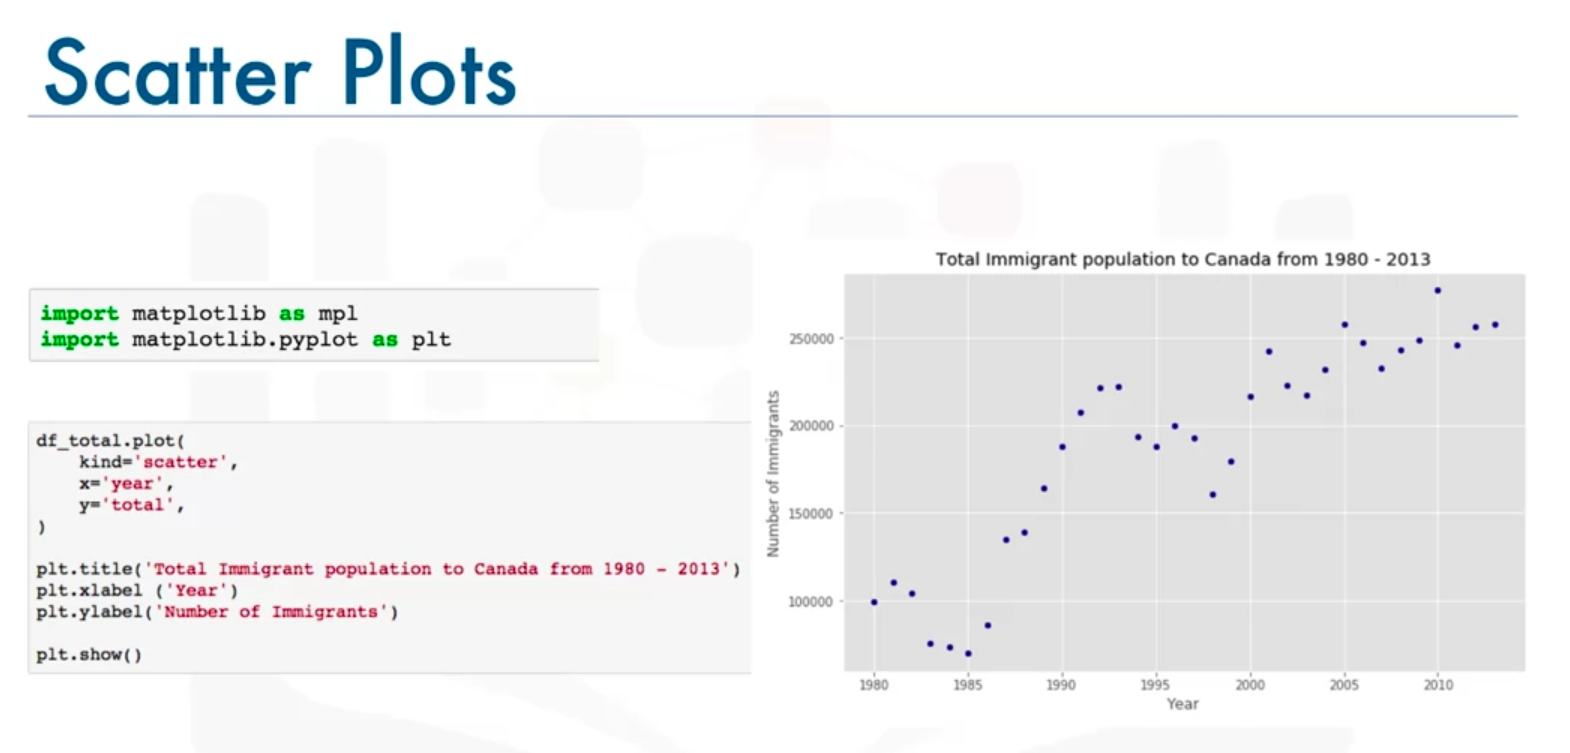 Scatter Plots
import matplotlib as mpl
import matplotlib.pyplot as plt
df_total.plot(
    kind='scatter',
    x='year',
    y='total',
)
plt.title('Total Immigrant population to Canada from 1980 - 2013')
plt.xlabel ('Year')
plt.ylabel('Number of Immigrants')
plt.show()
Total Immigrant population to Canada from 1980 - 2013
Number of Immigrants
250000
200000
150000
100000
1980 1985 1990 1995 2000 2005 2010
Year